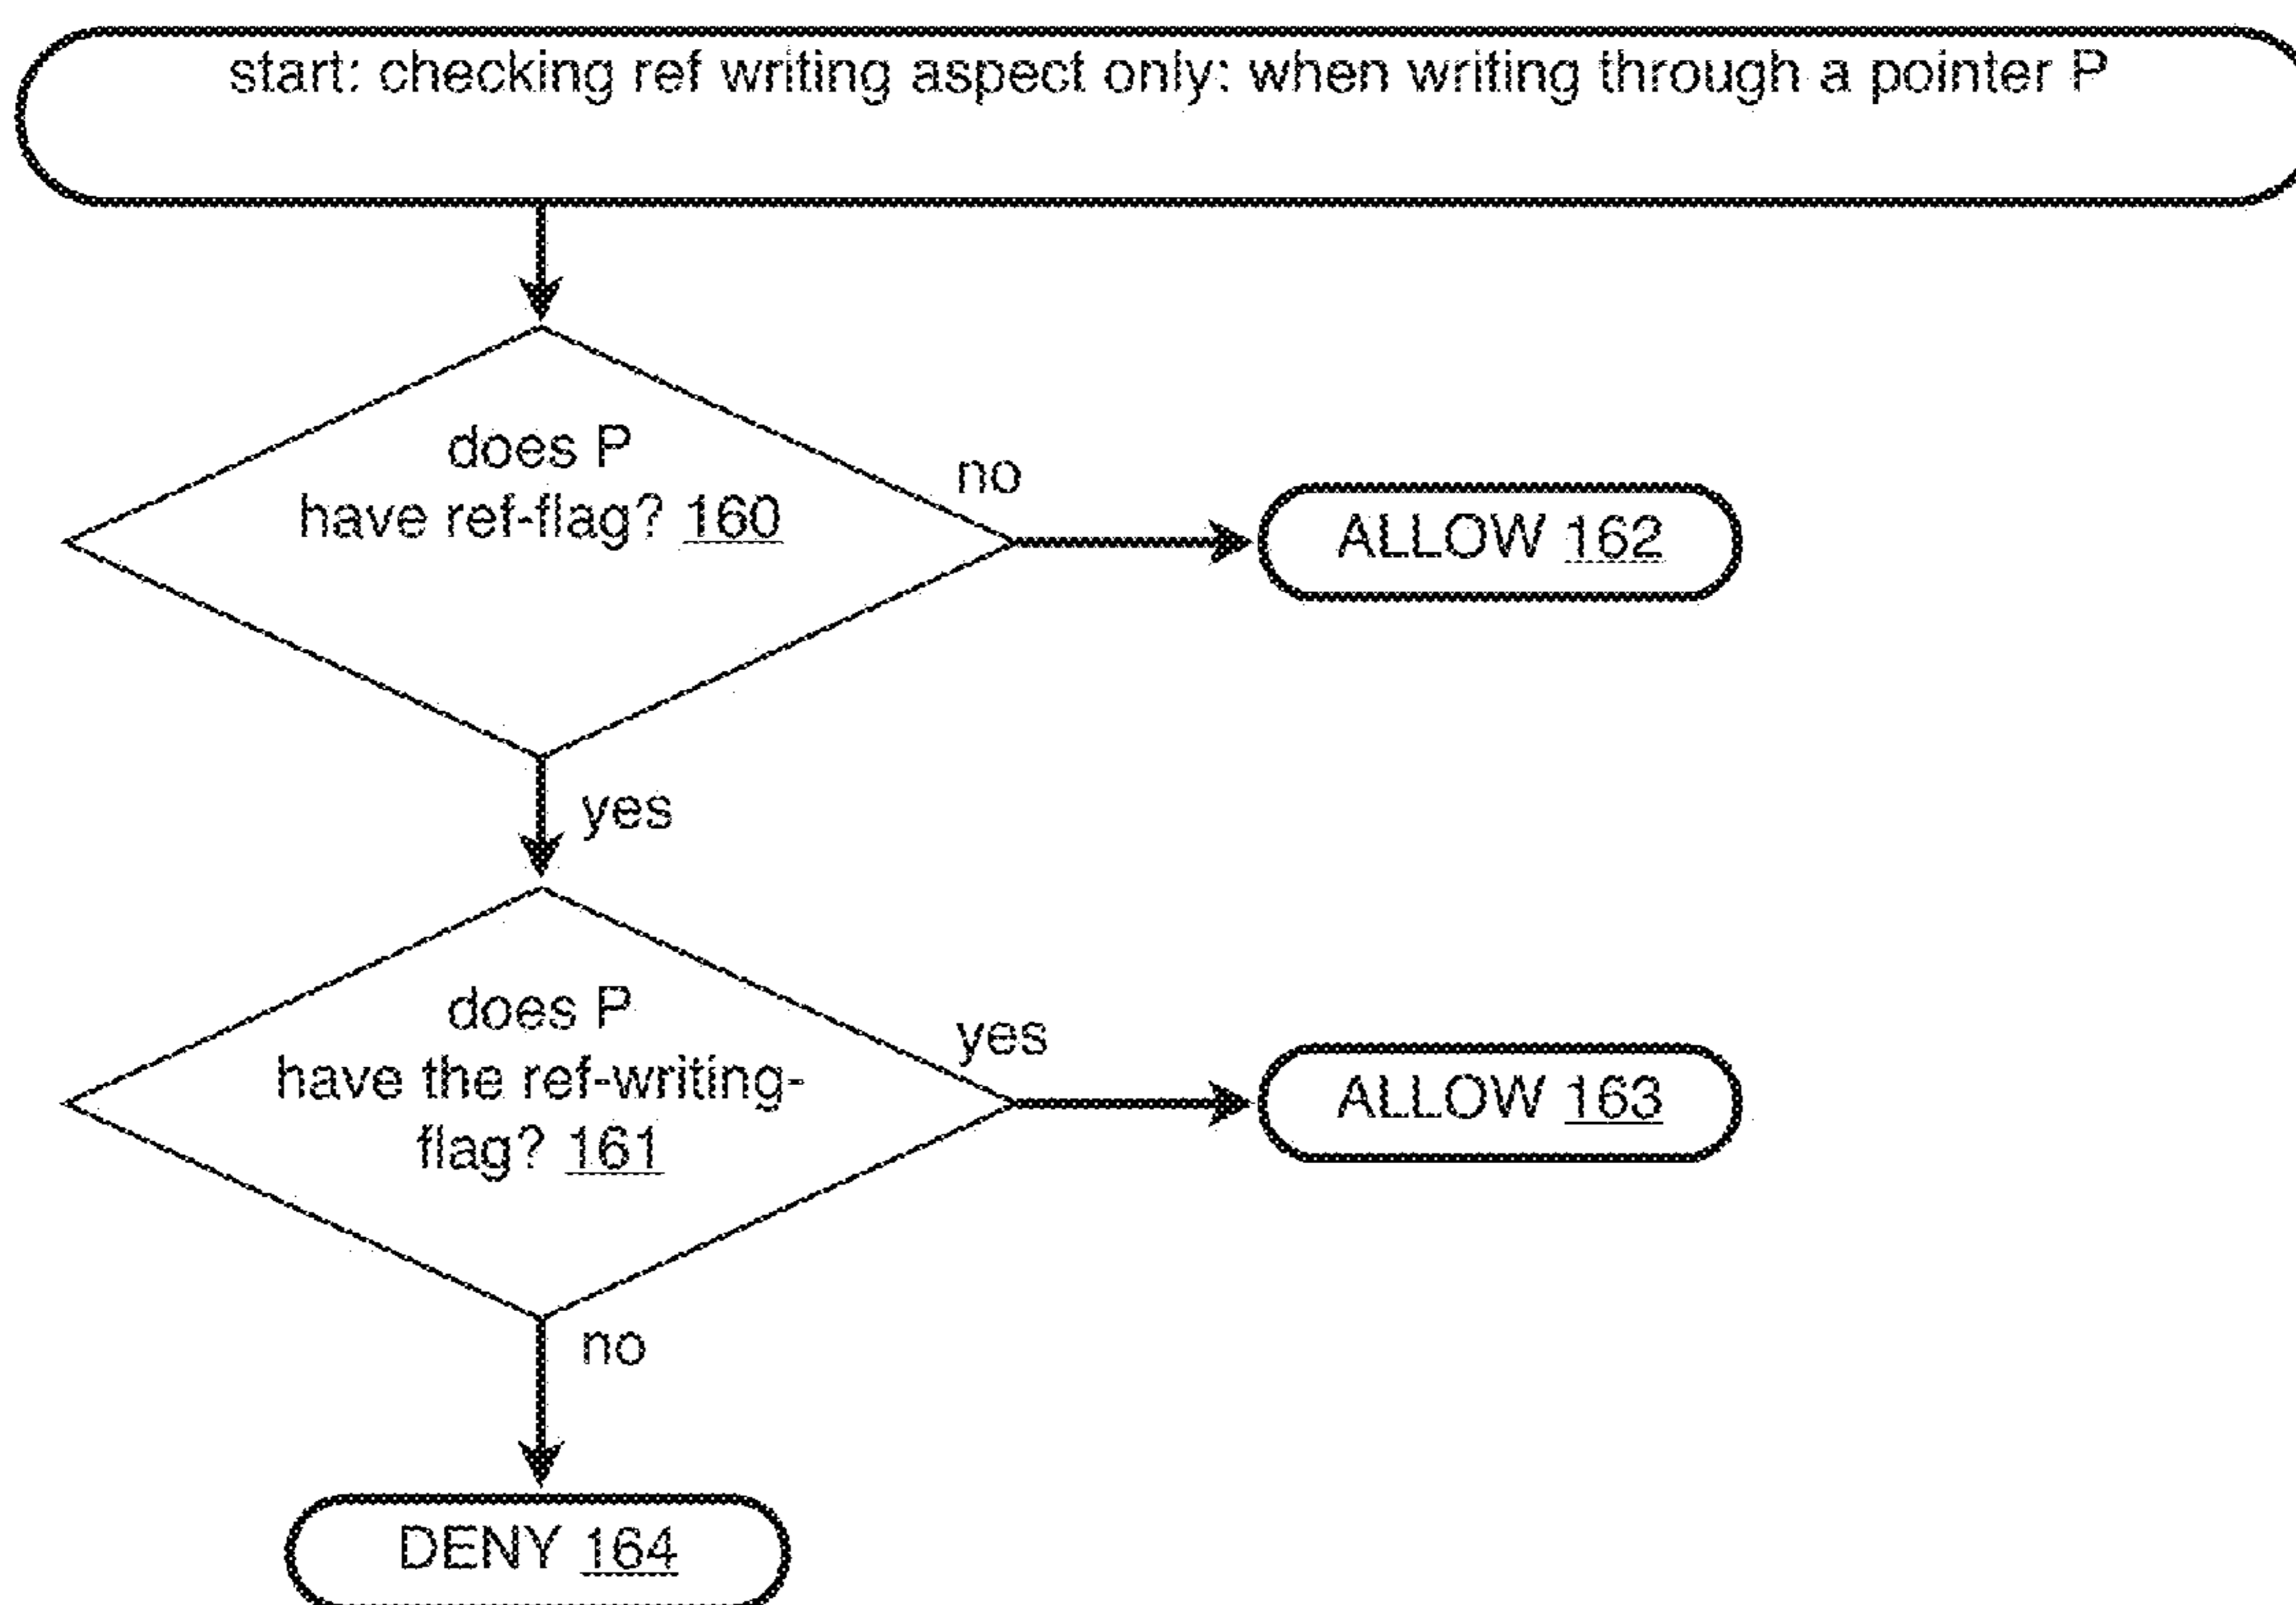 start: checking ref writing aspect only: when writing through a pointer P
does P
have ref-flag? 160
no
ALLOW 162
yes
does P
have the ref-writing-
flag? 161
yes
ALLOW 163
no
DENY 164